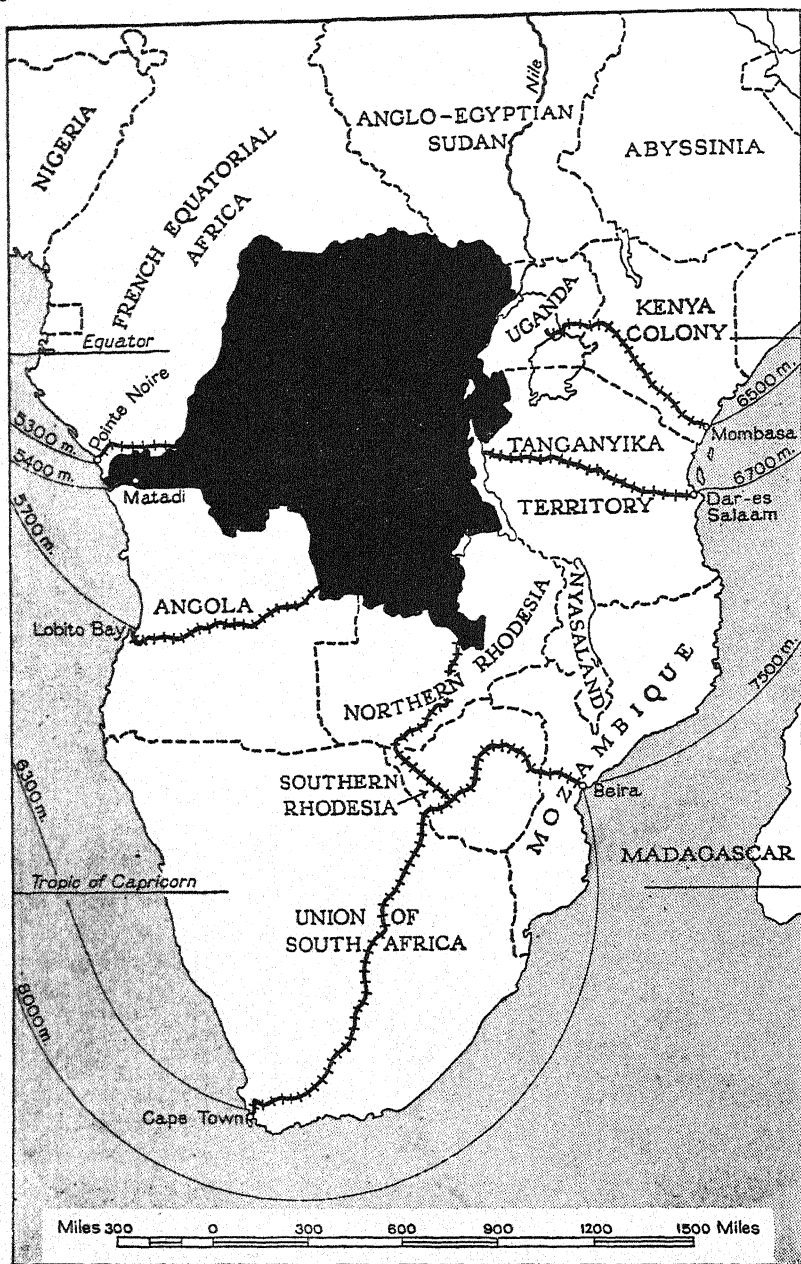 Nile
ANGLO-EGYPTIAN
SUDAN
ABYSSINIA
NIGERIA
FRENCH EQUATORIAL
AFRICA
UGANDA
KENYA
COLONY
Equator
6500 m.
Pointe Noire
5300 m.
Mombasa
5400 m.
TANGANYIKA
6700 m.
Matadi
TERRITORY
Dar-es
Salaam
5700 m.
ANGOLA
Lobito Bay
NYASALAND
NORTHERN RHODESIA
7500 m.
MOZAMBIQUE
6300 m.
SOUTHERN
RHODESIA
Beira
MADAGASCAR
Tropic of Capricorn
UNION OF
SOUTH AFRICA
8000 m.
Cape Town
Miles 300 0 300 600 900 1200 1500 Miles